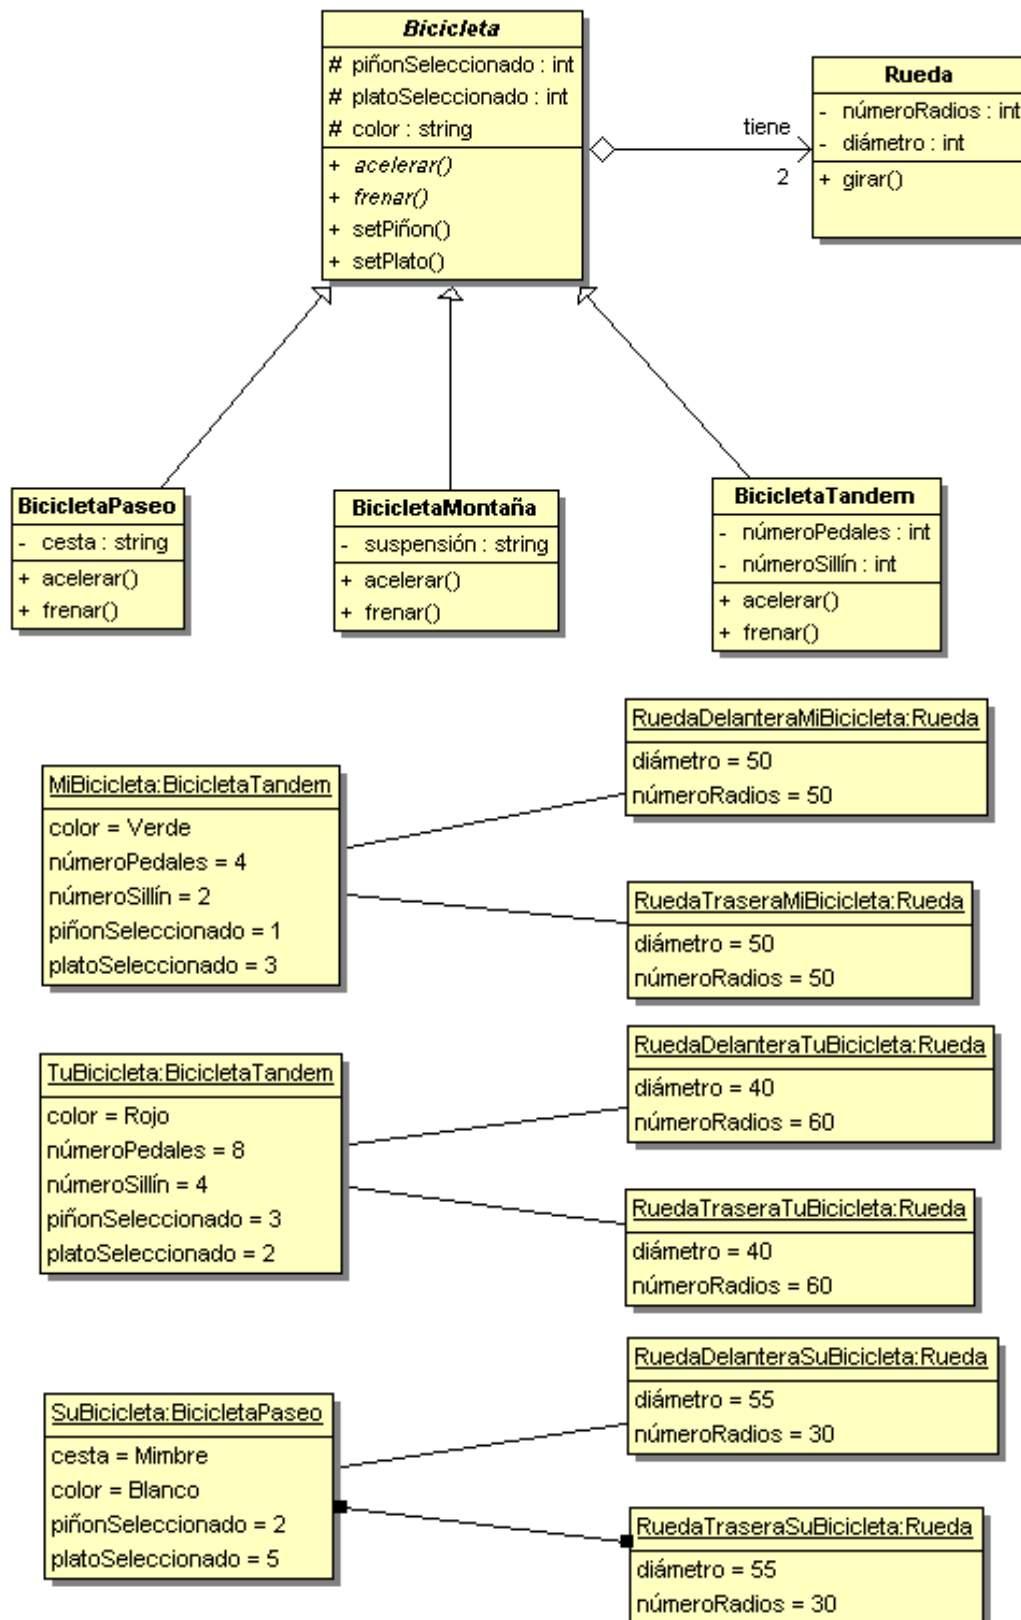 Bicicleta
# piñonSeleccionado : int
# platoSeleccionado : int
# color : string
+ acelerar()
+ frenar()
+ setPiñon()
+ setPlato()
tiene
2
Rueda
- númeroRadios : int
- diámetro : int
+ girar()
BicicletaPaseo
- cesta : string
+ acelerar()
+ frenar()
BicicletaMontaña
- suspensión : string
+ acelerar()
+ frenar()
BicicletaTandem
- númeroPedales : int
- númeroSillín : int
+ acelerar()
+ frenar()
MiBicicleta:BicicletaTandem
color = Verde
númeroPedales = 4
númeroSillín = 2
piñonSeleccionado = 1
platoSeleccionado = 3
RuedaDelanteraMiBicicleta:Rueda
diámetro = 50
númeroRadios = 50
RuedaTraseraMiBicicleta:Rueda
diámetro = 50
númeroRadios = 50
TuBicicleta:BicicletaTandem
color = Rojo
númeroPedales = 8
númeroSillín = 4
piñonSeleccionado = 3
platoSeleccionado = 2
RuedaDelanteraTuBicicleta:Rueda
diámetro = 40
númeroRadios = 60
RuedaTraseraTuBicicleta:Rueda
diámetro = 40
númeroRadios = 60
SuBicicleta:BicicletaPaseo
cesta = Mimbre
color = Blanco
piñonSeleccionado = 2
platoSeleccionado = 5
RuedaDelanteraSuBicicleta:Rueda
diámetro = 55
númeroRadios = 30
RuedaTraseraSuBicicleta:Rueda
diámetro = 55
númeroRadios = 30